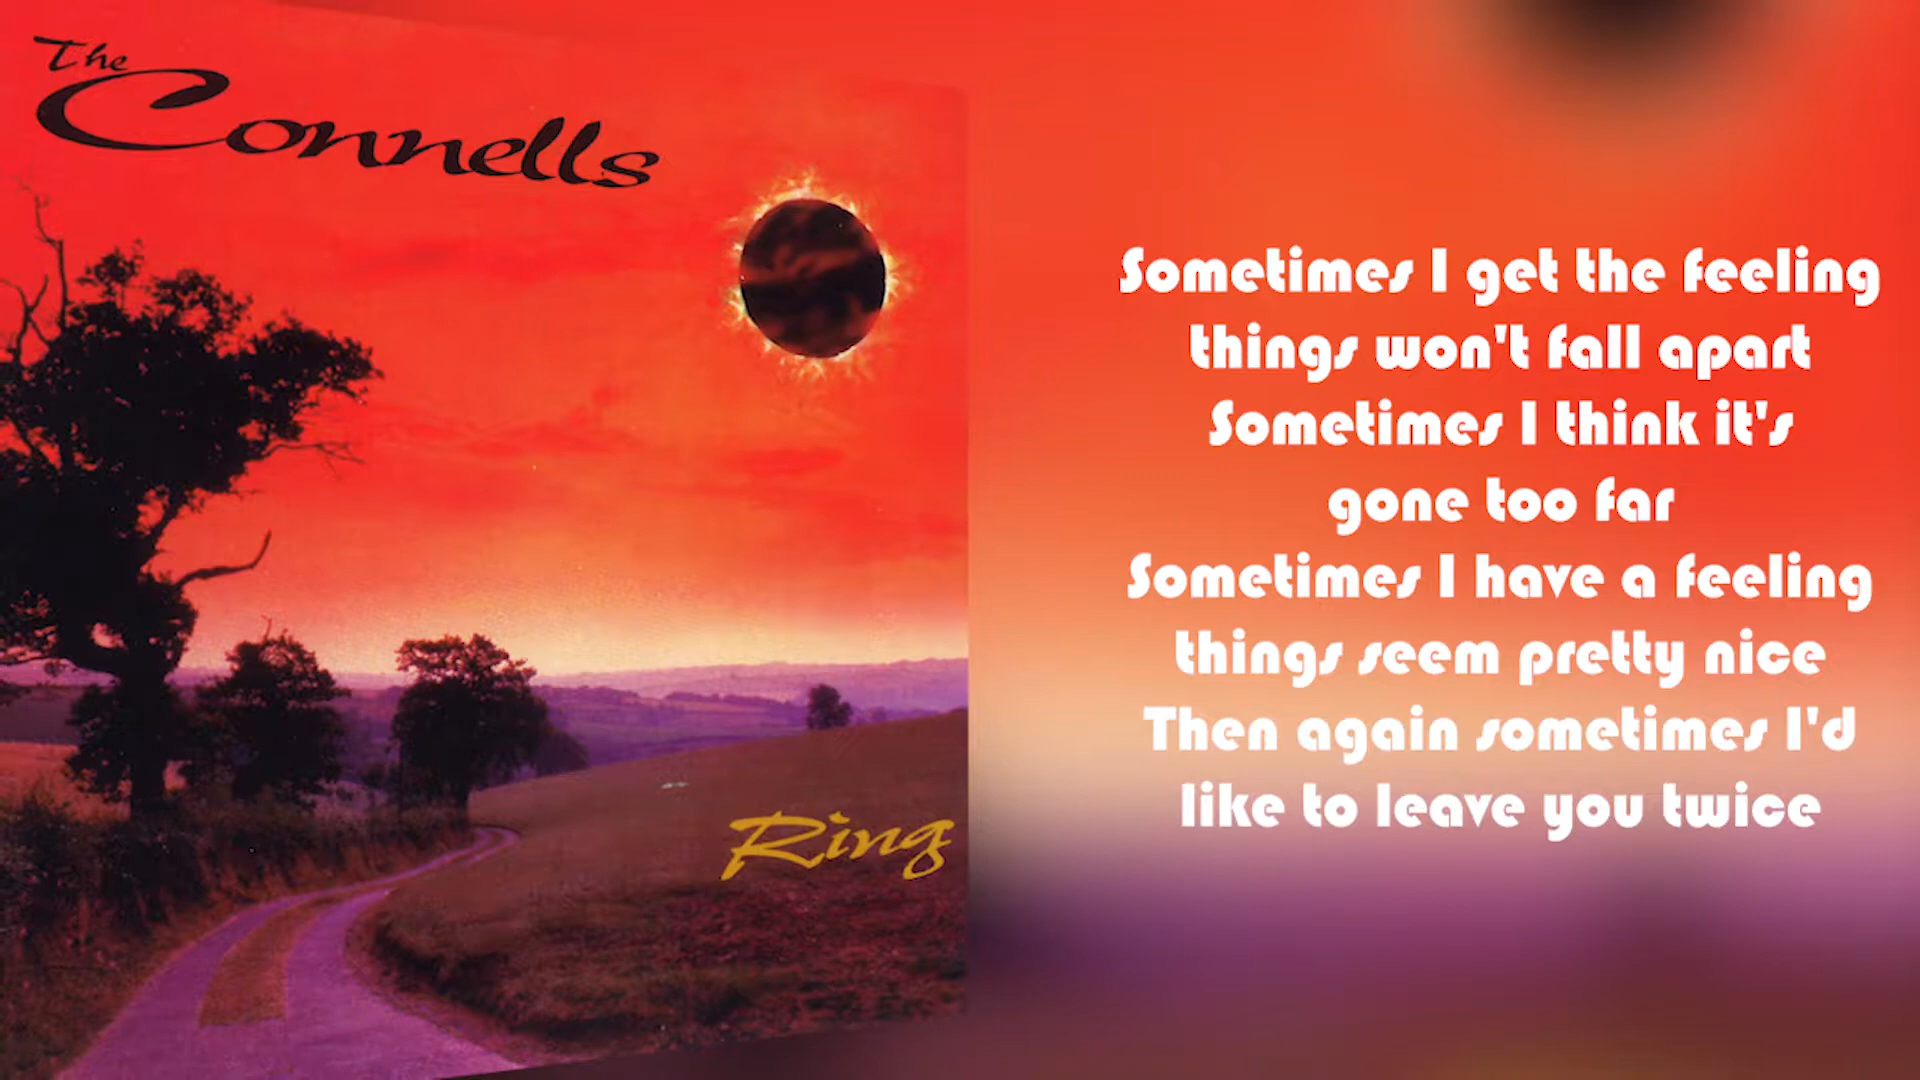 The
Connells
Ring
Sometimes I get the feeling
things won't fall apart
Sometimes I think it's
gone too far
Sometimes I have a feeling
things seem pretty nice
Then again sometimes I'd
like to leave you twice